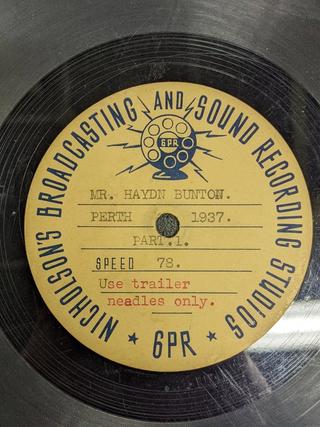 NICHOLSON'S BROADCASTING AND SOUND RECORDING STUDIOS
6PR
MR. HAYDN BUNTON.
PERTH 1937.
PART.1.
SPEED 78.
Use trailer
needles only.
★ 6PR ★